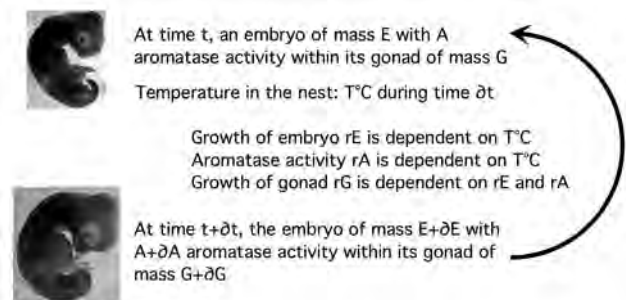 At time t, an embryo of mass E with A
aromatase activity within its gonad of mass G
Temperature in the nest: T°C during time ∂t
Growth of embryo rE is dependent on T°C
Aromatase activity rA is dependent on T°C
Growth of gonad rG is dependent on rE and rA
At time t+∂t, the embryo of mass E+∂E with
A+∂A aromatase activity within its gonad of
mass G+∂G